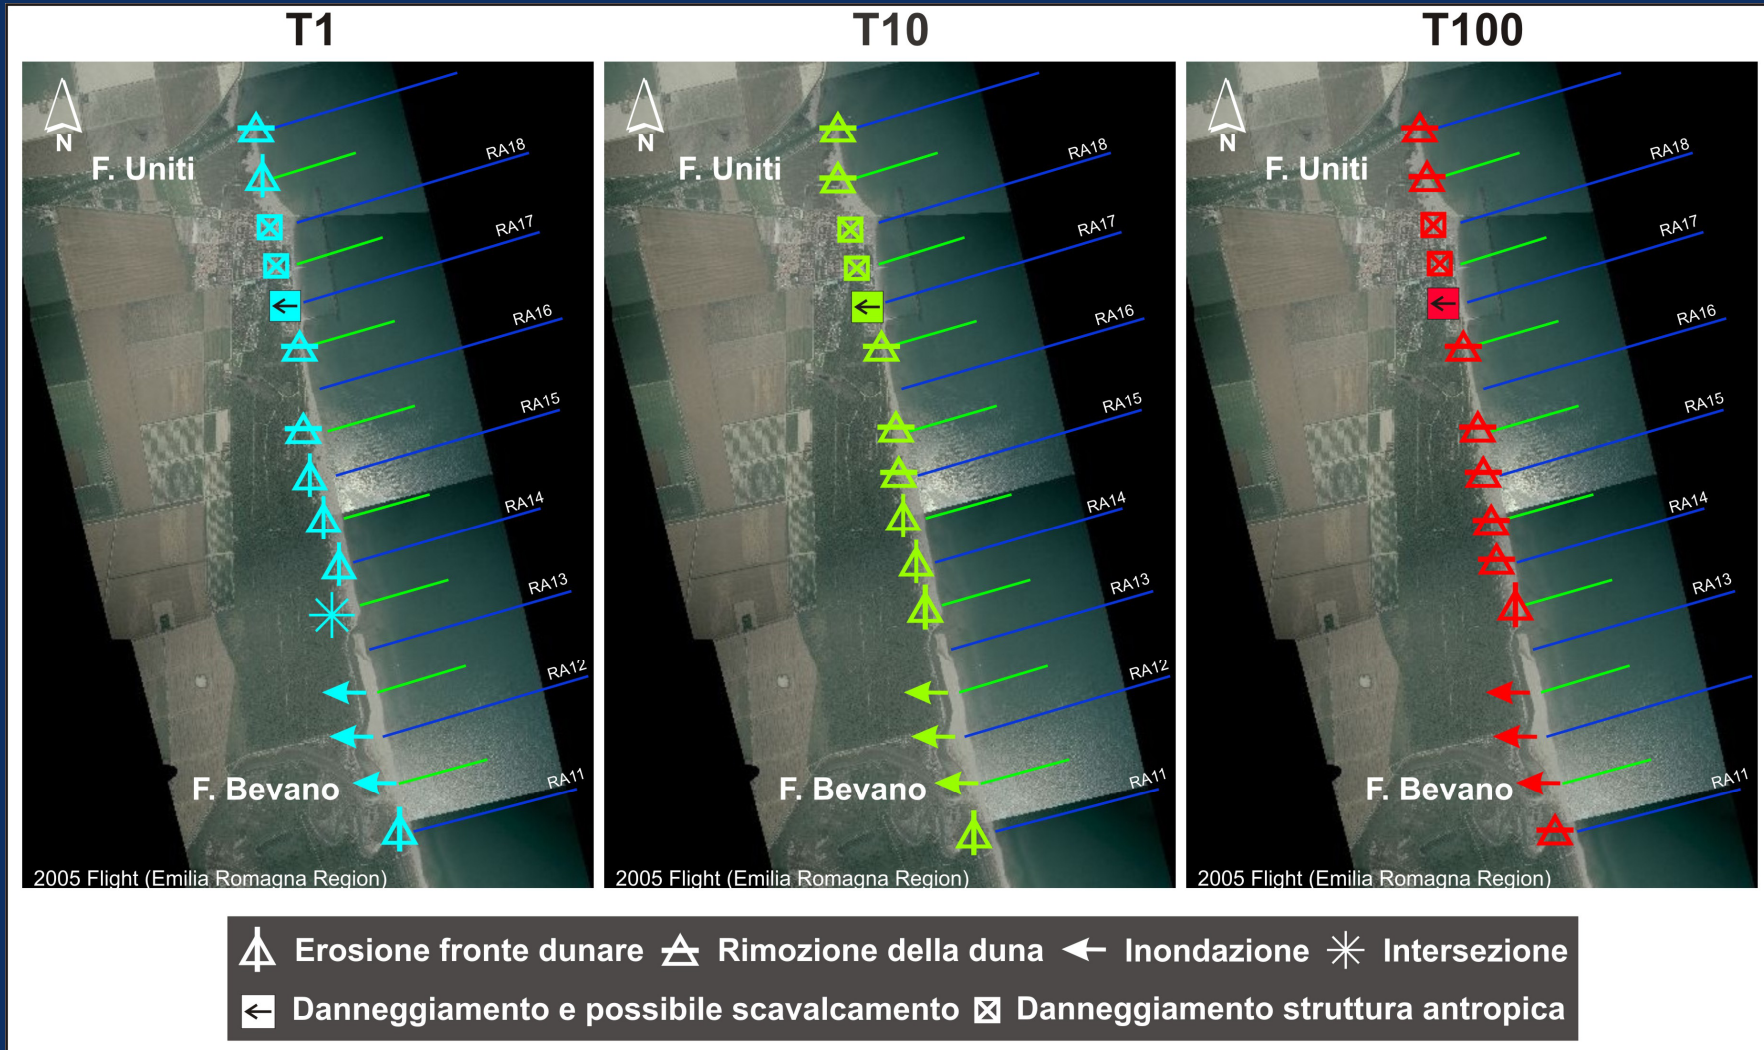 T1 T10 T100
N
F. Uniti
RA18
RA17
RA16
RA15
RA14
RA13
RA12
RA11
F. Bevano
2005 Flight (Emilia Romagna Region)
N
F. Uniti
RA18
RA17
RA16
RA15
RA14
RA13
RA12
RA11
F. Bevano
2005 Flight (Emilia Romagna Region)
N
F. Uniti
RA18
RA17
RA16
RA15
RA14
RA13
RA11
F. Bevano
2005 Flight (Emilia Romagna Region)
Erosione fronte dunare Rimozione della duna Inondazione Intersezione
Danneggiamento e possibile scavalcamento Danneggiamento struttura antropica